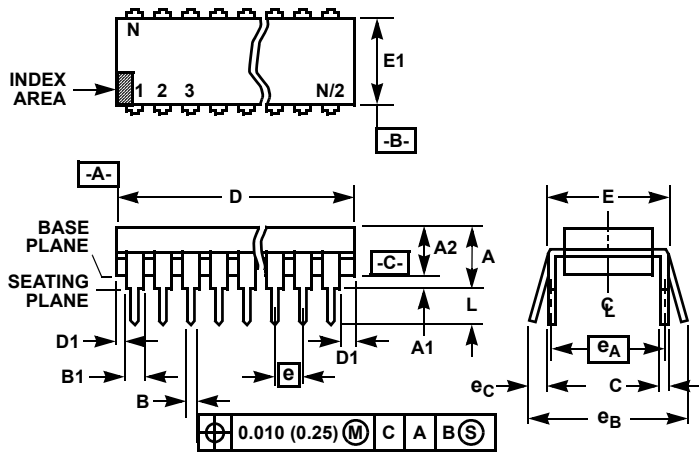 N
E1
INDEX
AREA
1 2 3 N/2
-B-
-A-
D
E
BASE
PLANE
A2
A
-C-
SEATING
PLANE
L
C
L
D1
A1
D1
e
eA
B1
eC
C
B
eB
0.010 (0.25) M C A B S